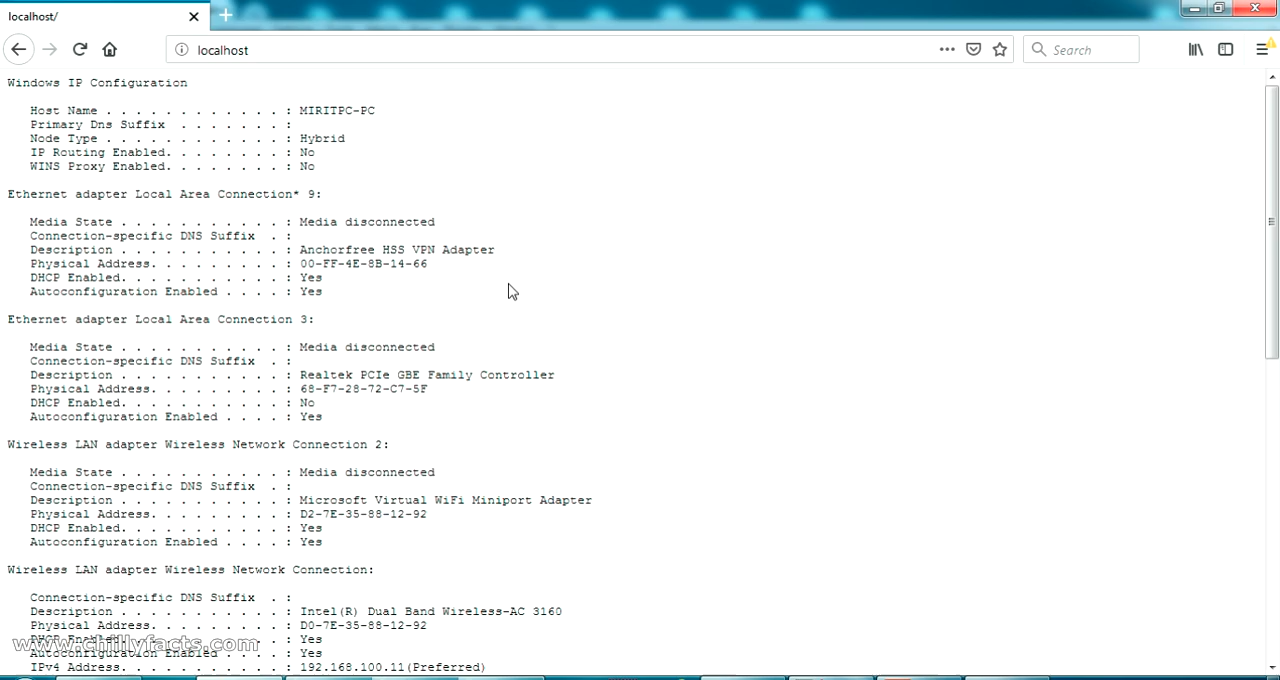 localhost/
localhost
Search
Windows IP Configuration
Host Name . . . . . . . . . . . . : MIRITPC-PC
Primary Dns Suffix  . . . . . . . :
Node Type . . . . . . . . . . . . : Hybrid
IP Routing Enabled. . . . . . . . : No
WINS Proxy Enabled. . . . . . . . : No
Ethernet adapter Local Area Connection* 9:
Media State . . . . . . . . . . . : Media disconnected
Connection-specific DNS Suffix  . :
Description . . . . . . . . . . . : Anchorfree HSS VPN Adapter
Physical Address. . . . . . . . . : 00-FF-4E-8B-14-66
DHCP Enabled. . . . . . . . . . . : Yes
Autoconfiguration Enabled . . . . : Yes
Ethernet adapter Local Area Connection 3:
Media State . . . . . . . . . . . : Media disconnected
Connection-specific DNS Suffix  . :
Description . . . . . . . . . . . : Realtek PCIe GBE Family Controller
Physical Address. . . . . . . . . : 68-F7-28-72-C7-5F
DHCP Enabled. . . . . . . . . . . : No
Autoconfiguration Enabled . . . . : Yes
Wireless LAN adapter Wireless Network Connection 2:
Media State . . . . . . . . . . . : Media disconnected
Connection-specific DNS Suffix  . :
Description . . . . . . . . . . . : Microsoft Virtual WiFi Miniport Adapter
Physical Address. . . . . . . . . : D2-7E-35-88-12-92
DHCP Enabled. . . . . . . . . . . : Yes
Autoconfiguration Enabled . . . . : Yes
Wireless LAN adapter Wireless Network Connection:
Connection-specific DNS Suffix  . :
Description . . . . . . . . . . . : Intel(R) Dual Band Wireless-AC 3160
Physical Address. . . . . . . . . : D0-7E-35-88-12-92
DHCP Enabled. . . . . . . . . . . : Yes
www.chillyfacts.com
Autoconfiguration Enabled . . . . : Yes
IPv4 Address. . . . . . . . . . . : 192.168.100.11(Preferred)